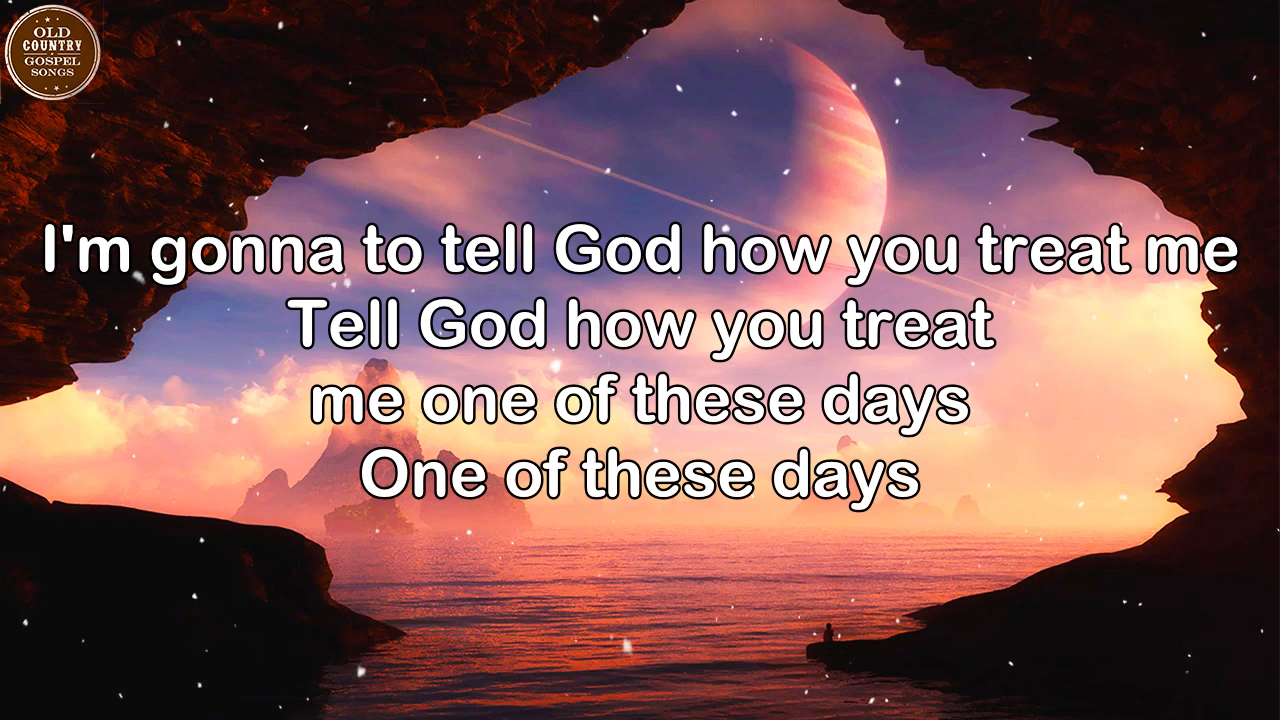 OLD
COUNTRY
GOSPEL
SONGS
I'm gonna to tell God how you treat me
Tell God how you treat
me one of these days
One of these days